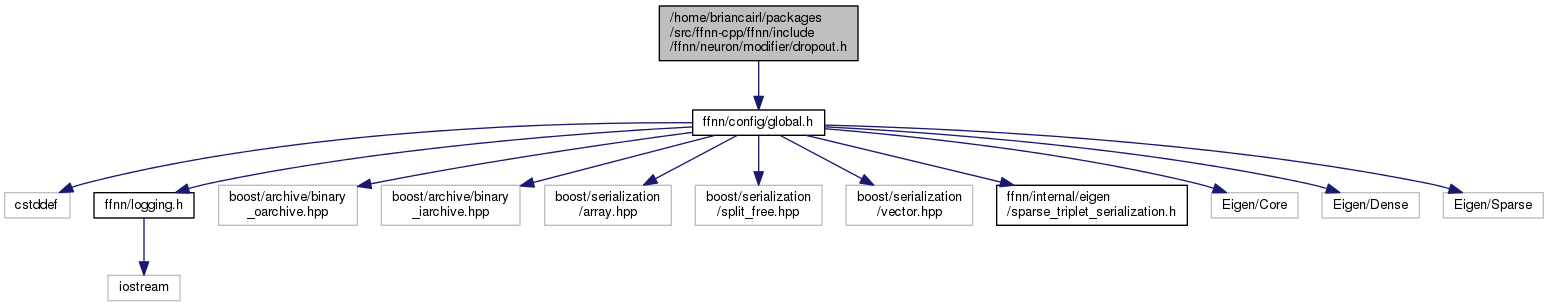 /home/briancairl/packages
/src/ffnn-cpp/ffnn/include
/ffnn/neuron/modifier/dropout.h
ffnn/config/global.h
cstddef
ffnn/logging.h
boost/archive/binary
_oarchive.hpp
boost/archive/binary
_iarchive.hpp
boost/serialization
/array.hpp
boost/serialization
/split_free.hpp
boost/serialization
/vector.hpp
ffnn/internal/eigen
/sparse_triplet_serialization.h
Eigen/Core
Eigen/Dense
Eigen/Sparse
iostream